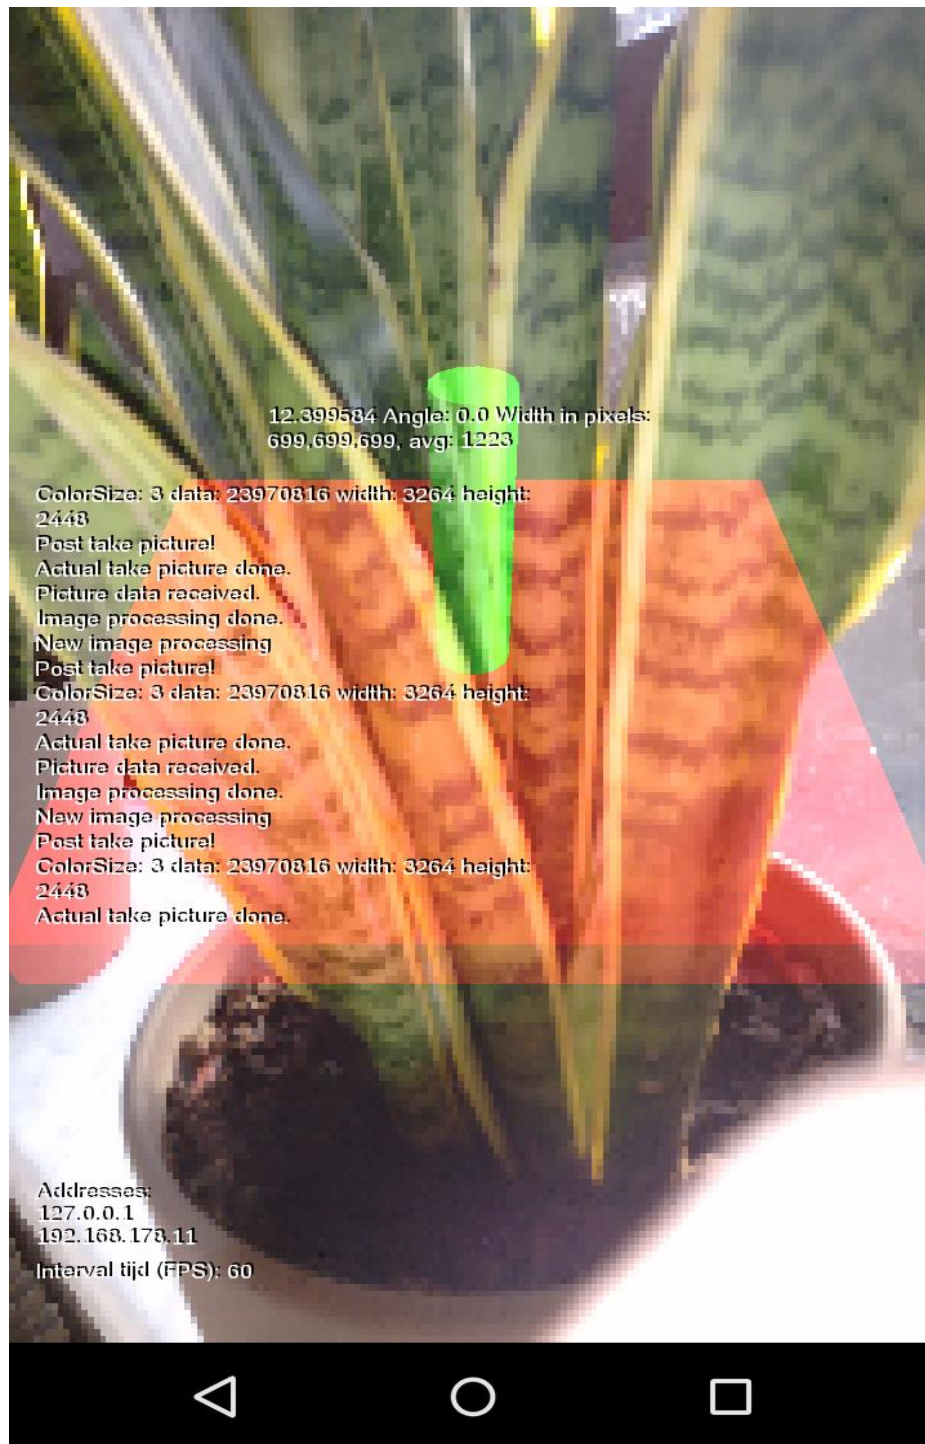 12.399584 Angle: 0.0 Width in pixels:
699,699,699, avg: 1223
ColorSize: 3 data: 23970816 width: 3264 height:
2448
Post take picture!
Actual take picture done.
Picture data received.
Image processing done.
New image processing
Post take picture!
ColorSize: 3 data: 23970816 width: 3264 height:
2448
Actual take picture done.
Picture data received.
Image processing done.
New image processing
Post take picture!
ColorSize: 3 data: 23970816 width: 3264 height:
2448
Actual take picture done.
Addresses:
127.0.0.1
192.168.178.11
Interval tijd (FPS): 60